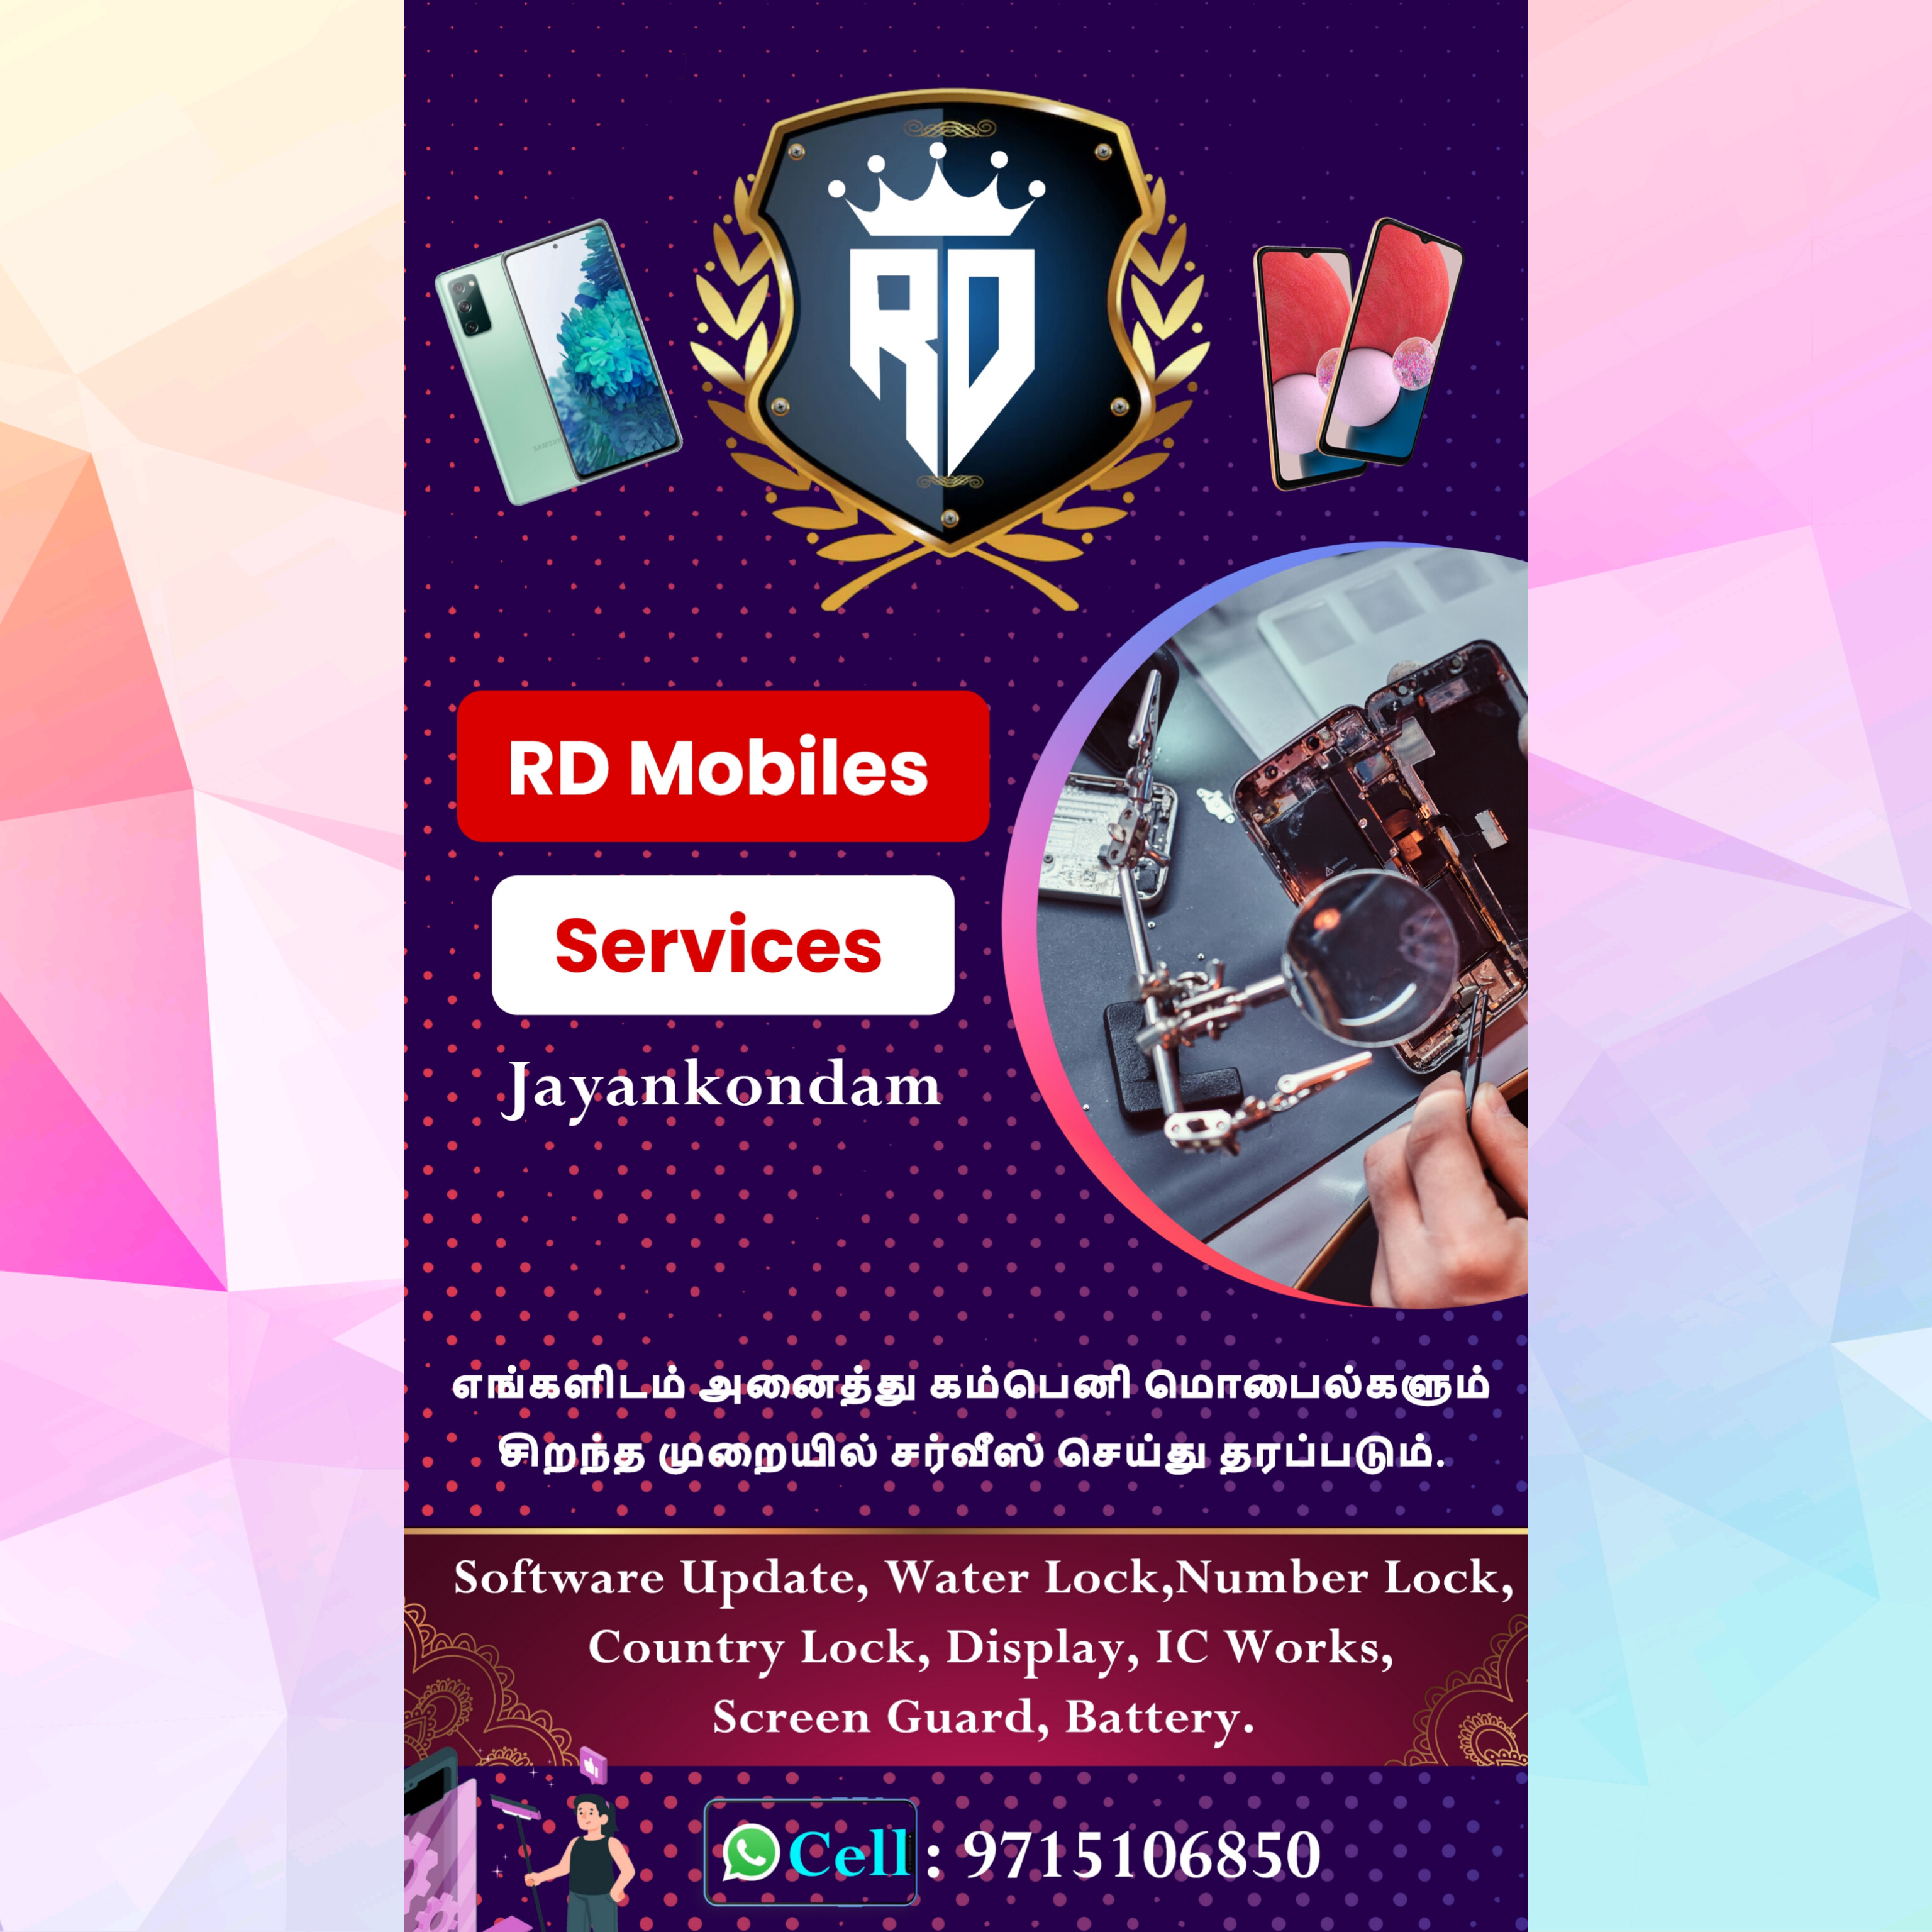 RD
RD Mobiles
Services
Jayankondam
எங்களிடம் அனைத்து கம்பெனி மொபைல்களும்
சிறந்த முறையில் சர்வீஸ் செய்து தரப்படும்.
Software Update, Water Lock,Number Lock,
Country Lock, Display, IC Works,
Screen Guard, Battery.
Cell : 9715106850